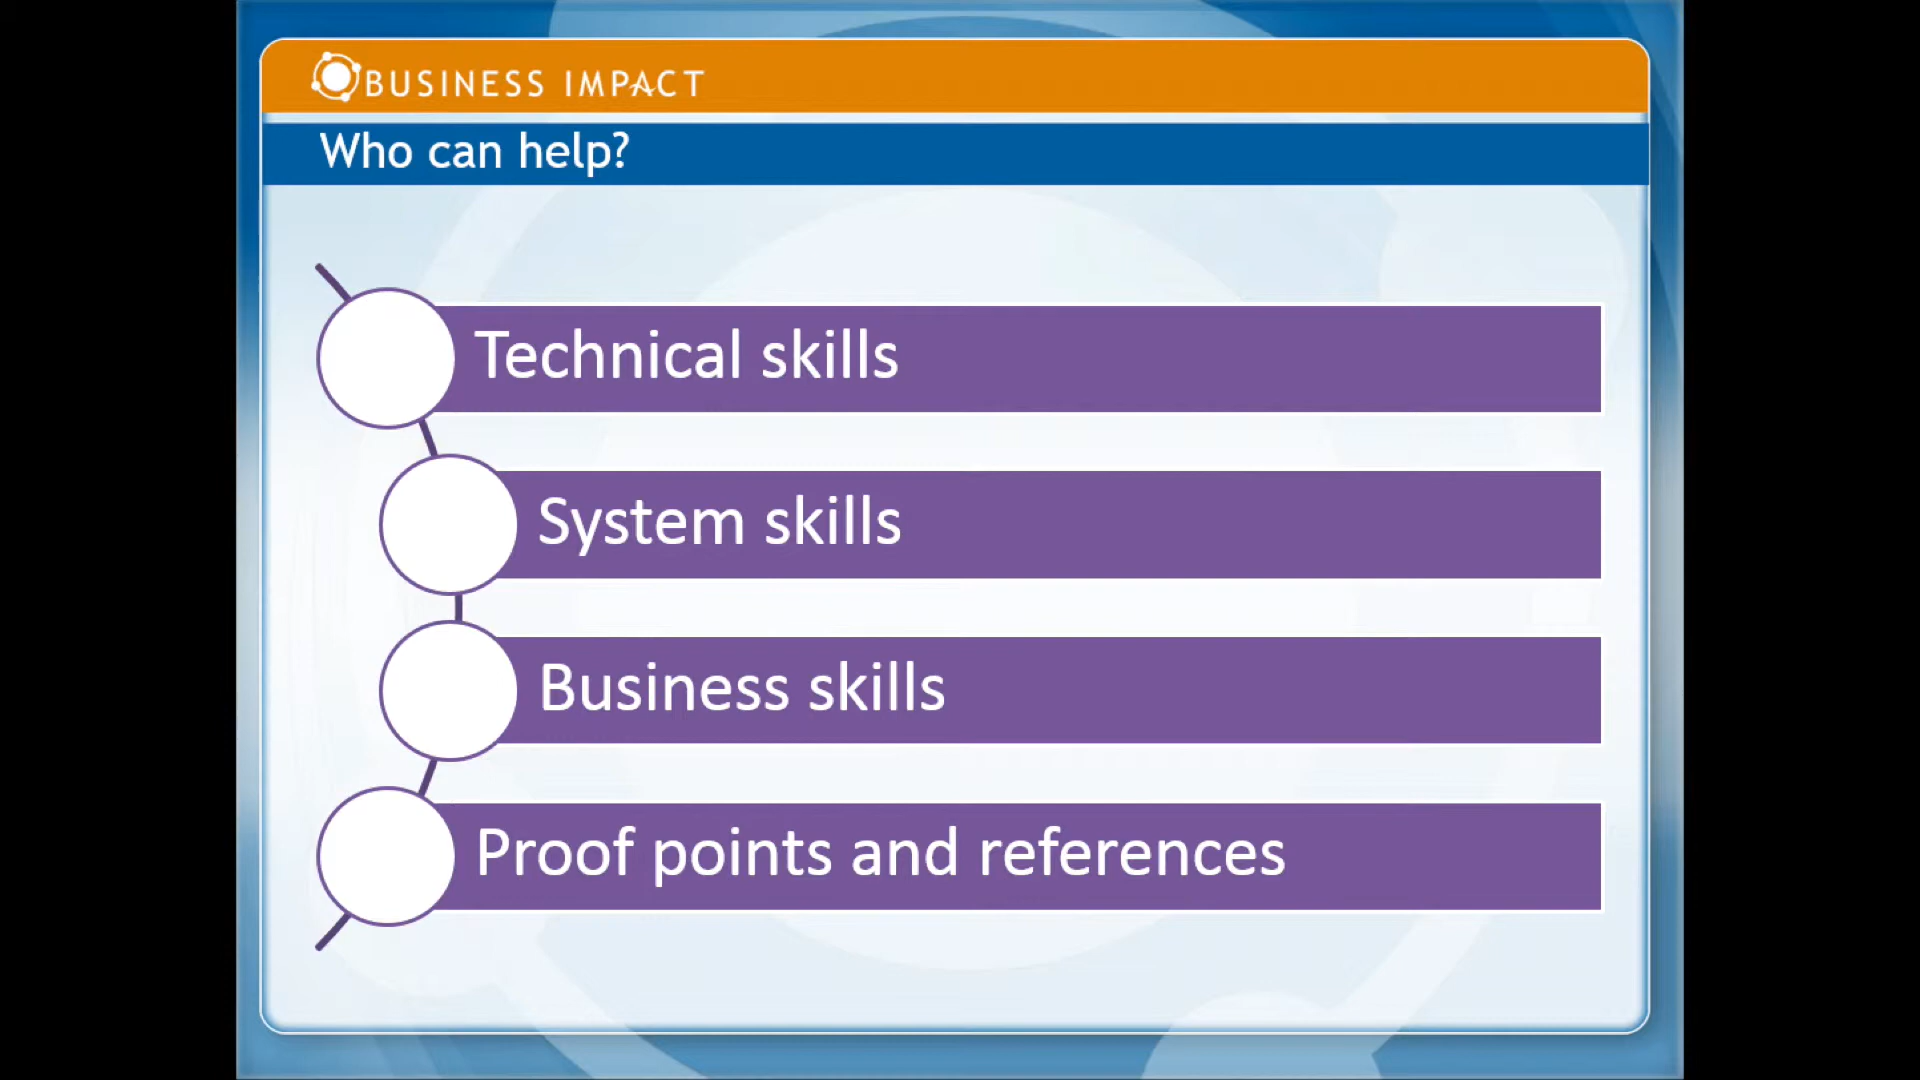 BUSINESS IMPACT
Who can help?
Technical skills
System skills
Business skills
Proof points and references